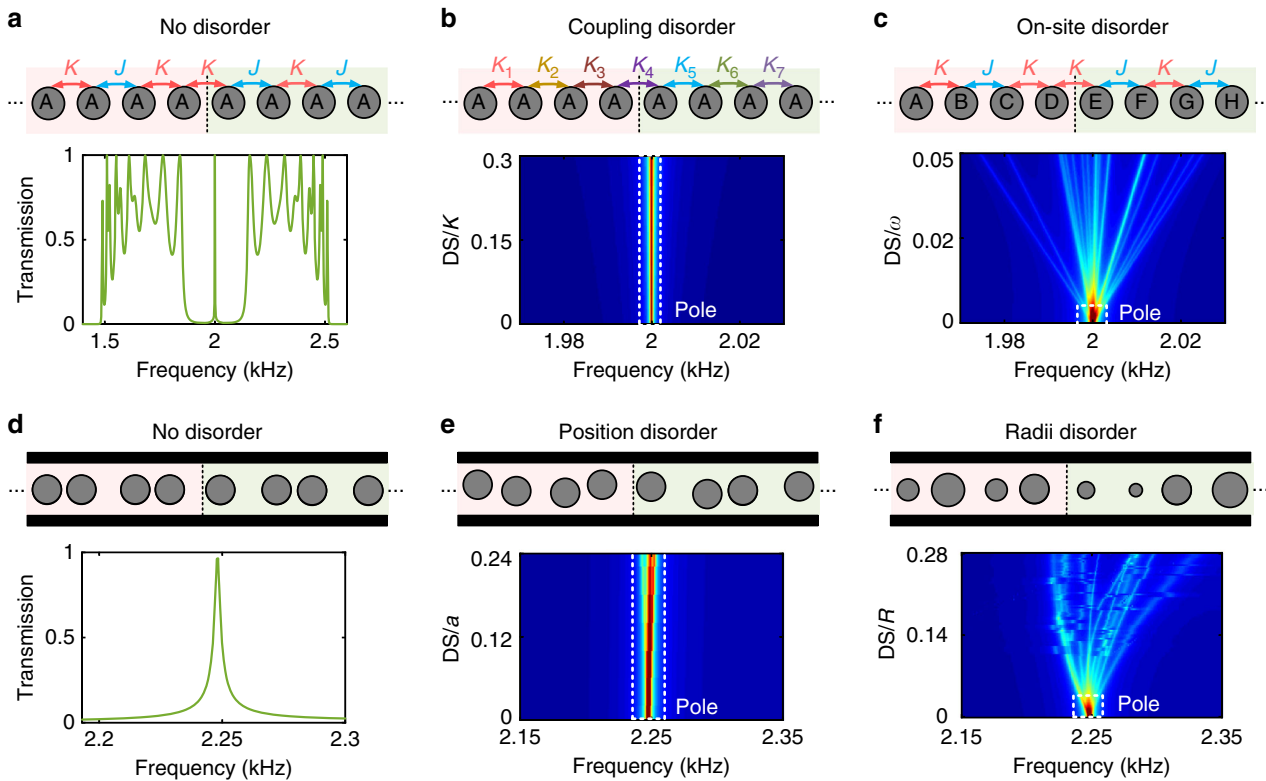 a No disorder
K J K K J K J
... A A A A A A A A ...
Transmission
1
0.5
0
1.5 2 2.5
Frequency (kHz)
b Coupling disorder
K1 K2 K3 K4 K5 K6 K7
... A A A A A A A A ...
DS/K
0.3
0.15
0
Pole
1.98 2 2.02
Frequency (kHz)
c On-site disorder
K J K K J K J
... A B C D E F G H ...
DS/ω
0.05
0.02
0
Pole
1.98 2 2.02
Frequency (kHz)
d No disorder
... ...
Transmission
1
0.5
0
2.2 2.25 2.3
Frequency (kHz)
e Position disorder
... ...
DS/a
0.24
0.12
0
Pole
2.15 2.25 2.35
Frequency (kHz)
f Radii disorder
... ...
DS/R
0.28
0.14
0
Pole
2.15 2.25 2.35
Frequency (kHz)